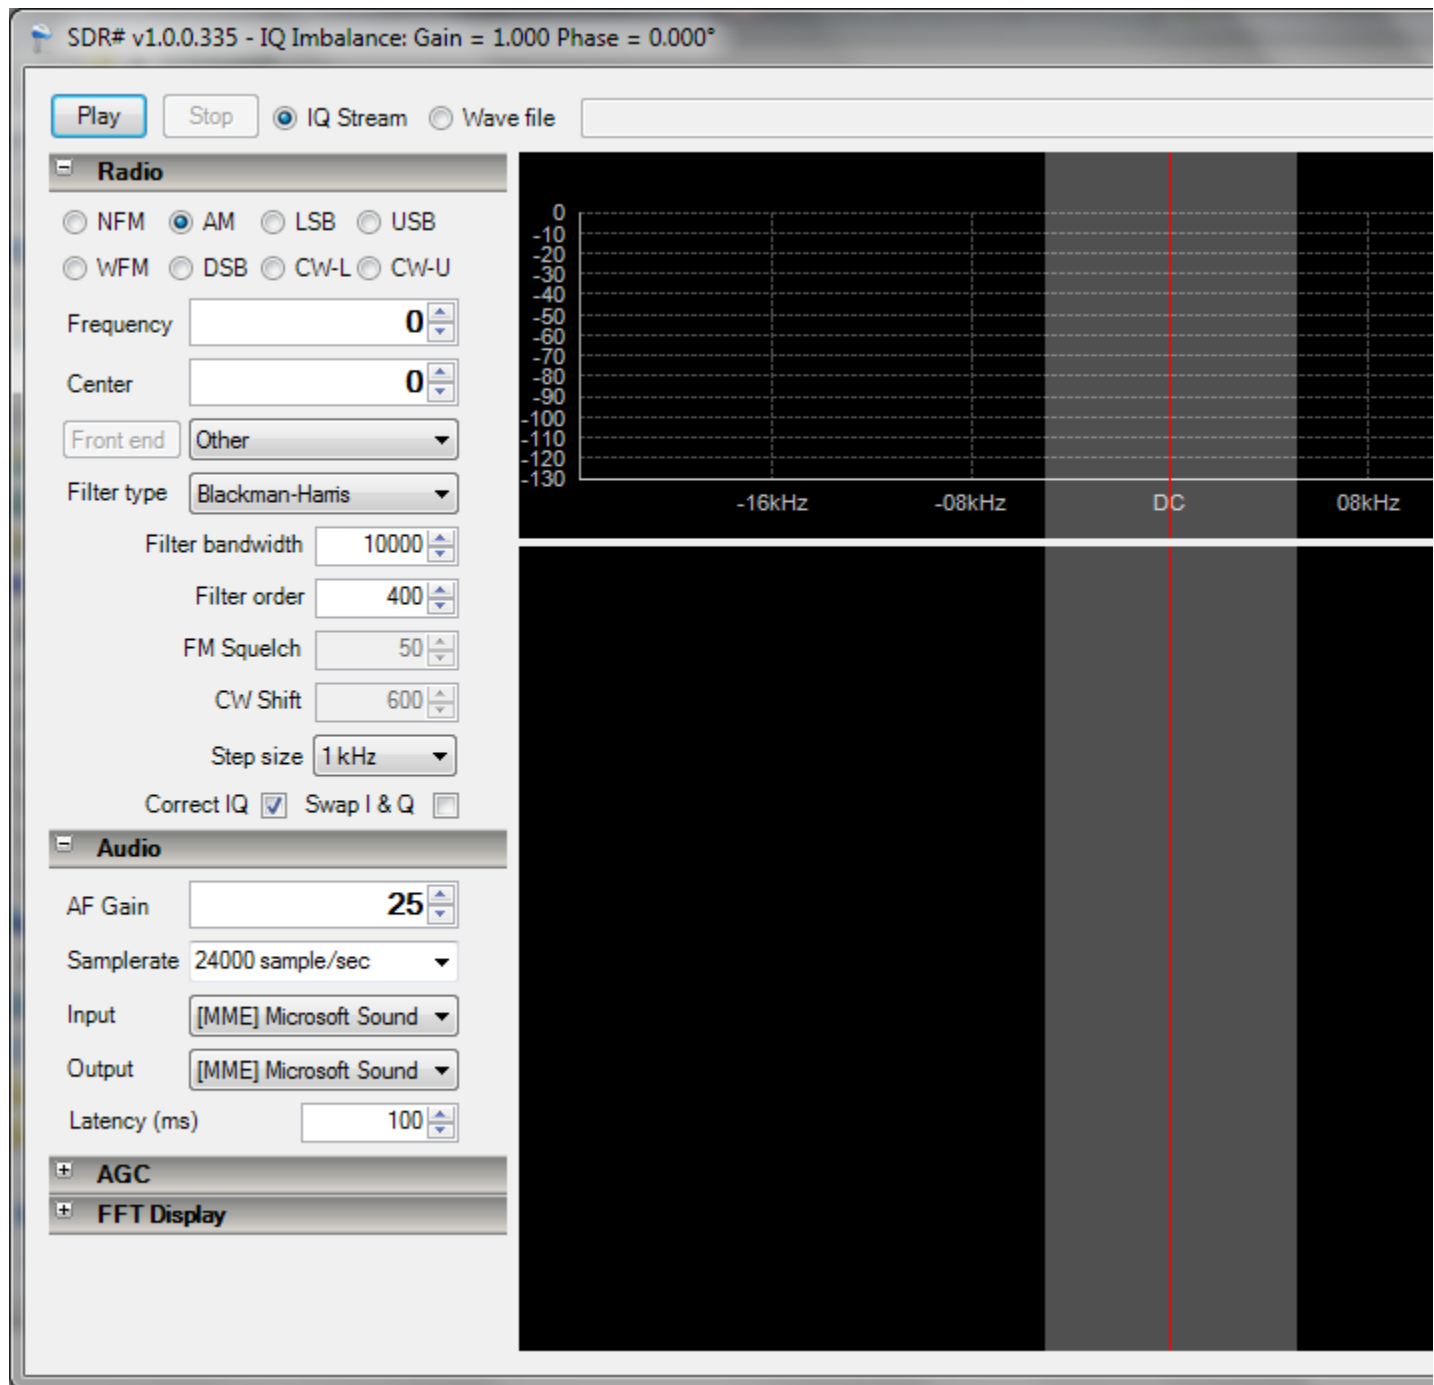 SDR# v1.0.0.335 - IQ Imbalance: Gain = 1.000 Phase = 0.000°
Play Stop IQ Stream Wave file
Radio
NFM AM LSB USB
WFM DSB CW-L CW-U
Frequency 0
Center 0
Front end Other
Filter type Blackman-Harris
Filter bandwidth 10000
Filter order 400
FM Squelch 50
CW Shift 600
Step size 1 kHz
Correct IQ Swap I & Q
Audio
AF Gain 25
Samplerate 24000 sample/sec
Input [MME] Microsoft Sound
Output [MME] Microsoft Sound
Latency (ms) 100
AGC
FFT Display
0
-10
-20
-30
-40
-50
-60
-70
-80
-90
-100
-110
-120
-130
-16kHz -08kHz DC 08kHz